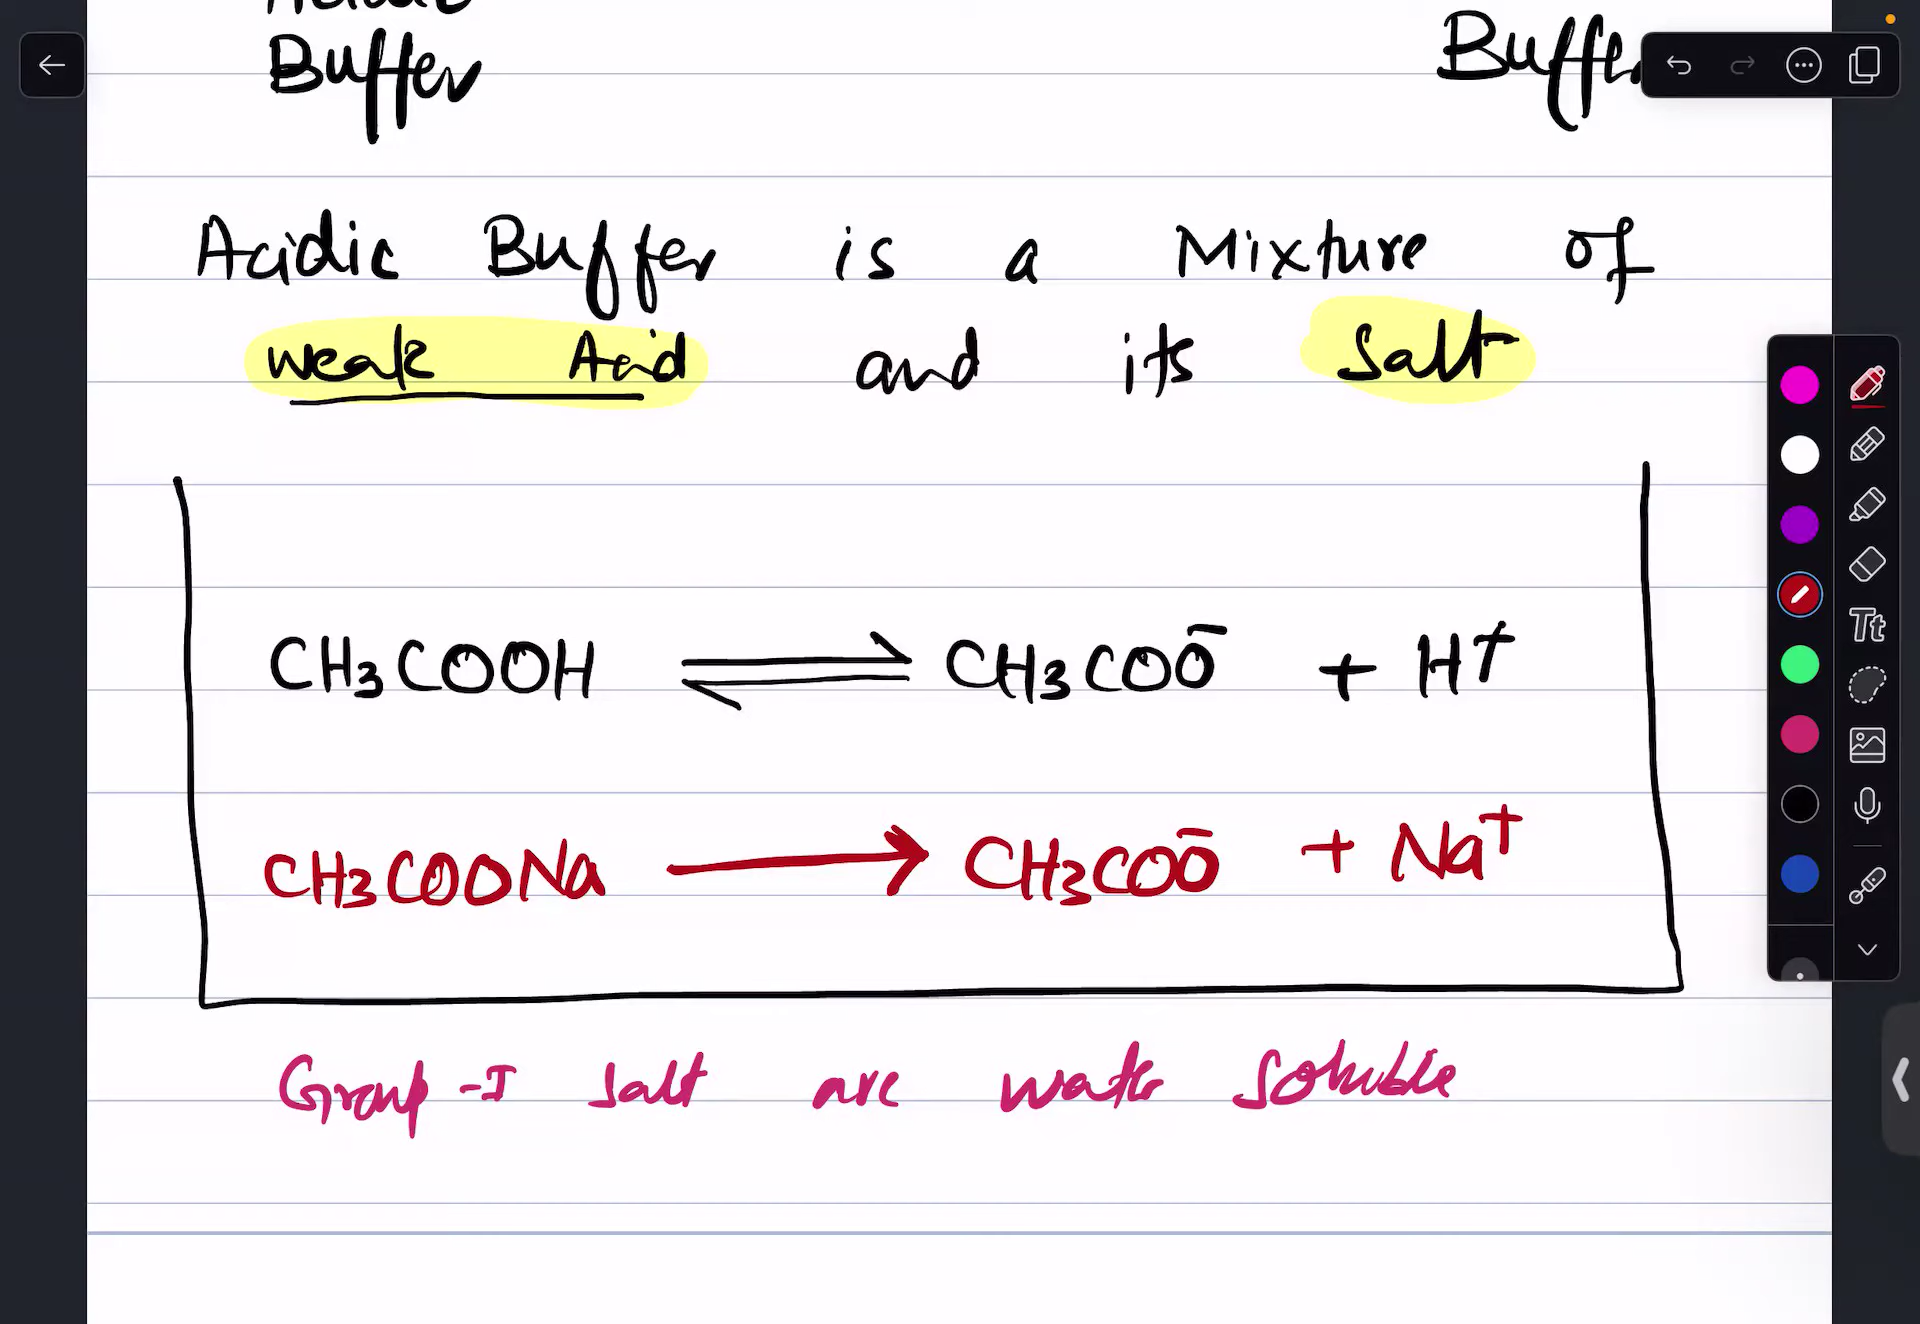 Buffer
Buffe
Acidic Buffer is a Mixture of
weak Acid and its Salt
CH3COOH ⇌ CH3COO⁻ + H⁺
CH3COONa → CH3COO⁻ + Na⁺
Group-I salt are water soluble
Tt